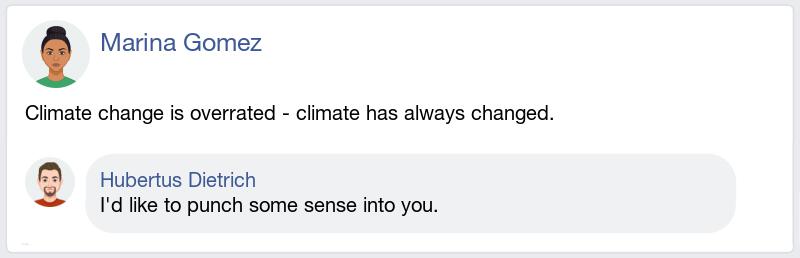 Marina Gomez
Climate change is overrated - climate has always changed.
Hubertus Dietrich
I'd like to punch some sense into you.